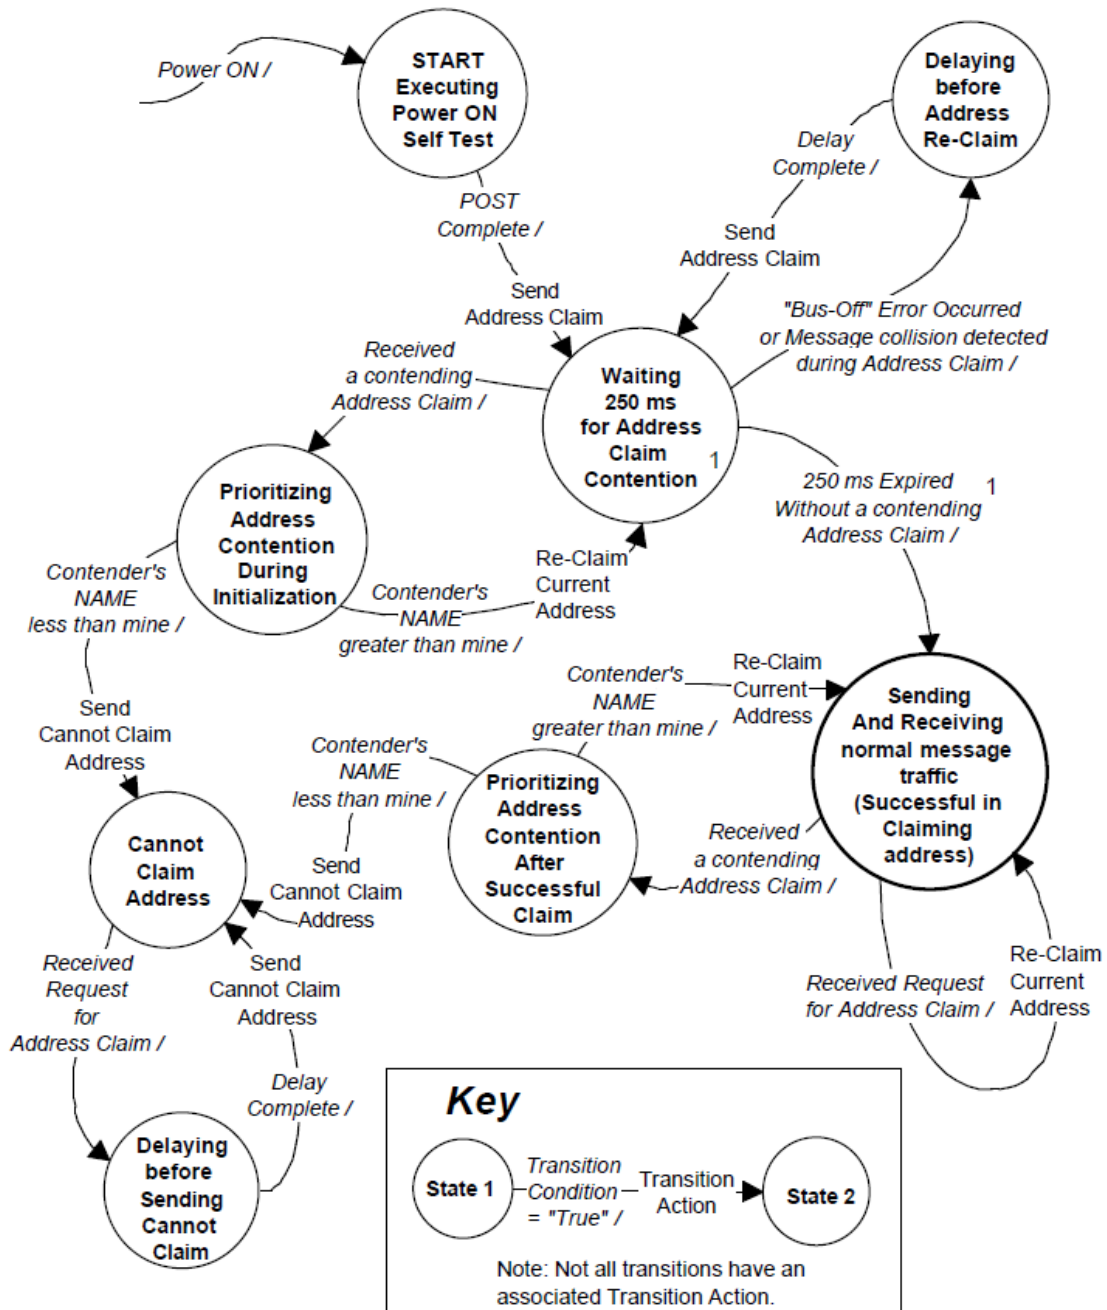 Power ON /
START
Executing
Power ON
Self Test
Delaying
before
Address
Re-Claim
Delay
Complete /
Send
Address Claim
POST
Complete /
Send
Address Claim
"Bus-Off" Error Occurred
or Message collision detected
during Address Claim /
Received
a contending
Address Claim /
Waiting
250 ms
for Address
Claim
Contention
1
250 ms Expired
Without a contending
Address Claim /
1
Prioritizing
Address
Contention
During
Initialization
Contender's
NAME
less than mine /
Contender's
NAME
greater than mine /
Re-Claim
Current
Address
Send
Cannot Claim
Address
Contender's
NAME
greater than mine /
Re-Claim
Current
Address
Sending
And Receiving
normal message
traffic
(Successful in
Claiming
address)
Contender's
NAME
less than mine /
Prioritizing
Address
Contention
After
Successful
Claim
Received
a contending
Address Claim /
Send
Cannot Claim
Address
Cannot
Claim
Address
Received
Request
for
Address Claim /
Send
Cannot Claim
Address
Received Request
for Address Claim /
Re-Claim
Current
Address
Delay
Complete /
Delaying
before
Sending
Cannot
Claim
Key
State 1
Transition
Condition
= "True" /
Transition
Action
State 2
Note: Not all transitions have an
associated Transition Action.